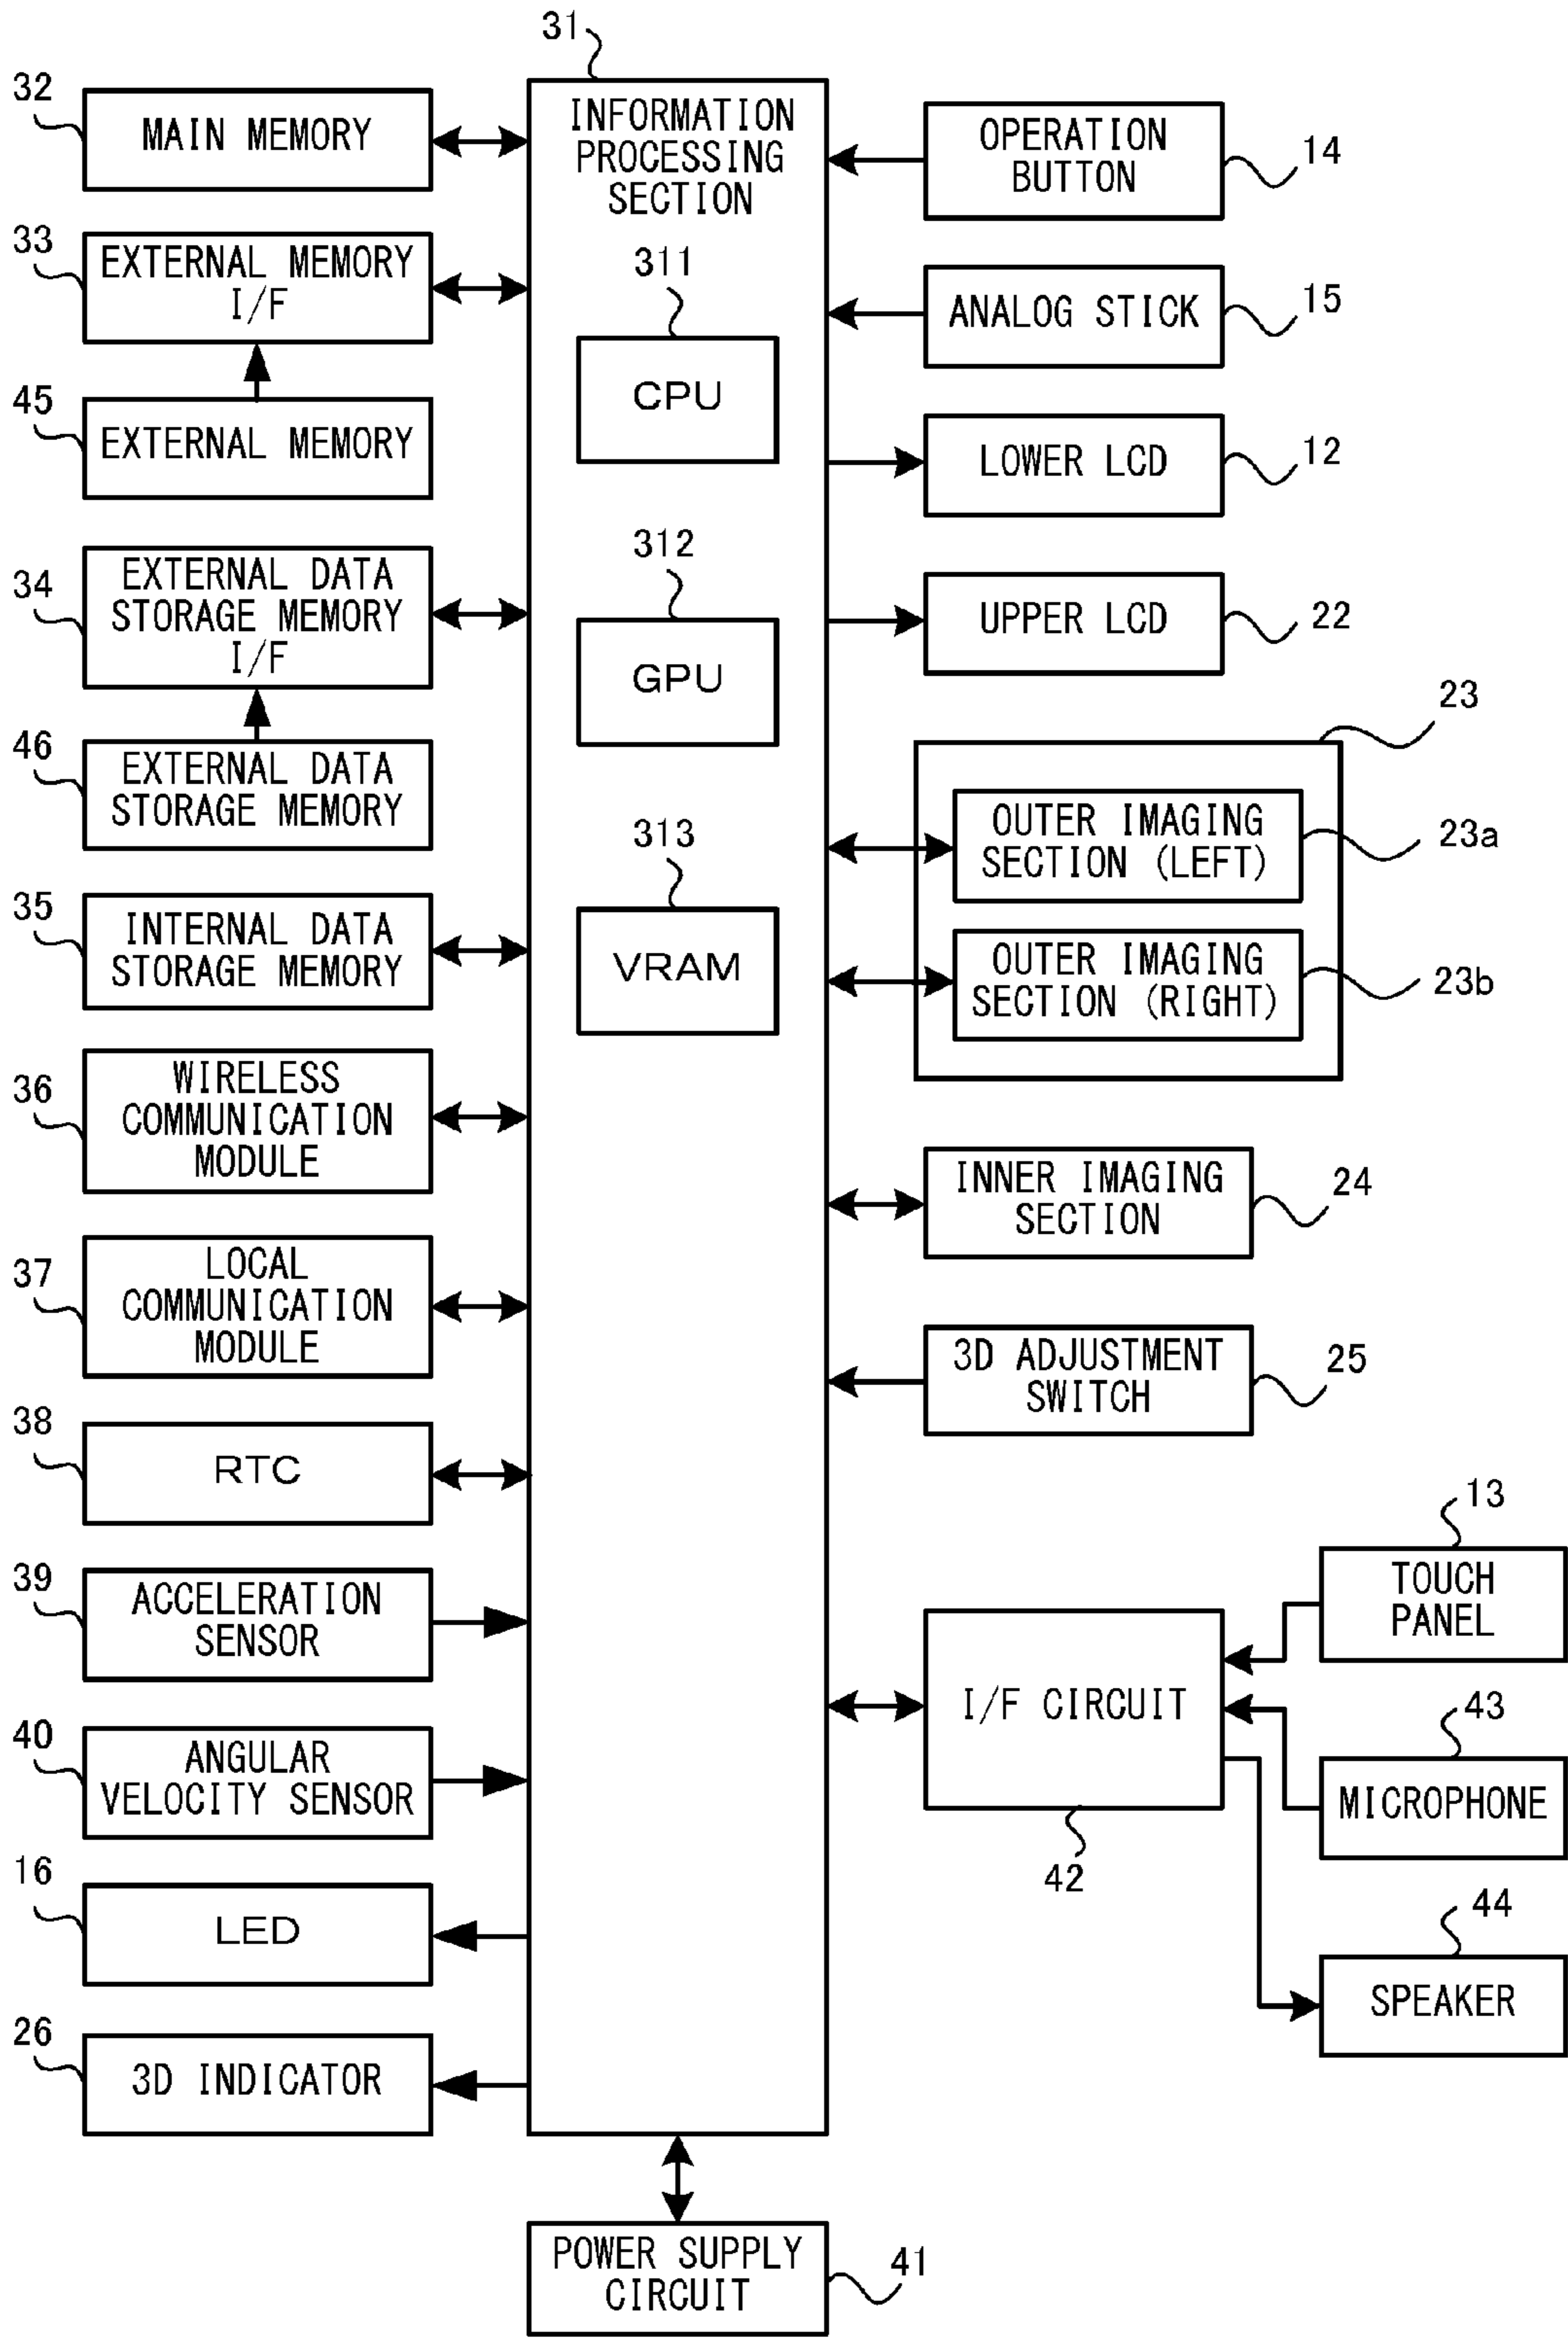 31
INFORMATION
PROCESSING
SECTION
311
CPU
312
GPU
313
VRAM
32
MAIN MEMORY
33
EXTERNAL MEMORY
I/F
45
EXTERNAL MEMORY
34
EXTERNAL DATA
STORAGE MEMORY
I/F
46
EXTERNAL DATA
STORAGE MEMORY
35
INTERNAL DATA
STORAGE MEMORY
36
WIRELESS
COMMUNICATION
MODULE
37
LOCAL
COMMUNICATION
MODULE
38
RTC
39
ACCELERATION
SENSOR
40
ANGULAR
VELOCITY SENSOR
16
LED
26
3D INDICATOR
OPERATION
BUTTON
14
ANALOG STICK
15
LOWER LCD
12
UPPER LCD
22
23
OUTER IMAGING
SECTION (LEFT)
23a
OUTER IMAGING
SECTION (RIGHT)
23b
INNER IMAGING
SECTION
24
3D ADJUSTMENT
SWITCH
25
13
TOUCH
PANEL
I/F CIRCUIT
42
43
MICROPHONE
44
SPEAKER
POWER SUPPLY
CIRCUIT
41